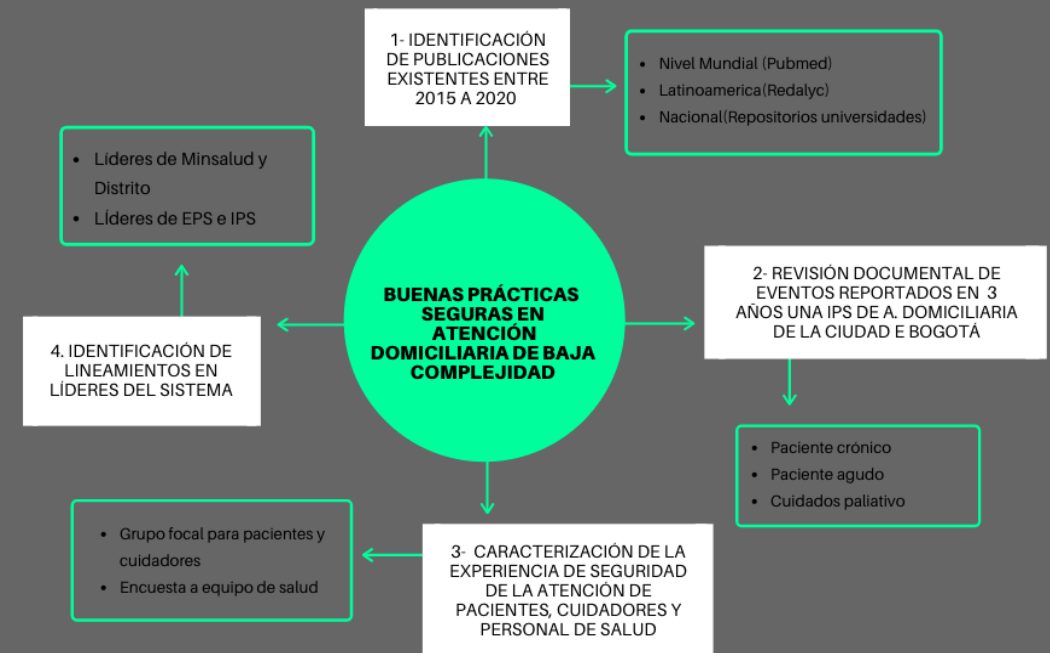 1- IDENTIFICACIÓN
DE PUBLICACIONES
EXISTENTES ENTRE
2015 A 2020
• Nivel Mundial (Pubmed)
• Latinoamerica(Redalyc)
• Nacional(Repositorios universidades)
• Líderes de Minsalud y
Distrito
• LÍderes de EPS e IPS
BUENAS PRÁCTICAS
SEGURAS EN
ATENCIÓN
DOMICILIARIA DE BAJA
COMPLEJIDAD
2- REVISIÓN DOCUMENTAL DE
EVENTOS REPORTADOS EN 3
AÑOS UNA IPS DE A. DOMICILIARIA
DE LA CIUDAD E BOGOTÁ
4. IDENTIFICACIÓN DE
LINEAMIENTOS EN
LÍDERES DEL SISTEMA
• Paciente crónico
• Paciente agudo
• Cuidados paliativo
• Grupo focal para pacientes y
cuidadores
• Encuesta a equipo de salud
3- CARACTERIZACIÓN DE LA
EXPERIENCIA DE SEGURIDAD
DE LA ATENCIÓN DE
PACIENTES, CUIDADORES Y
PERSONAL DE SALUD